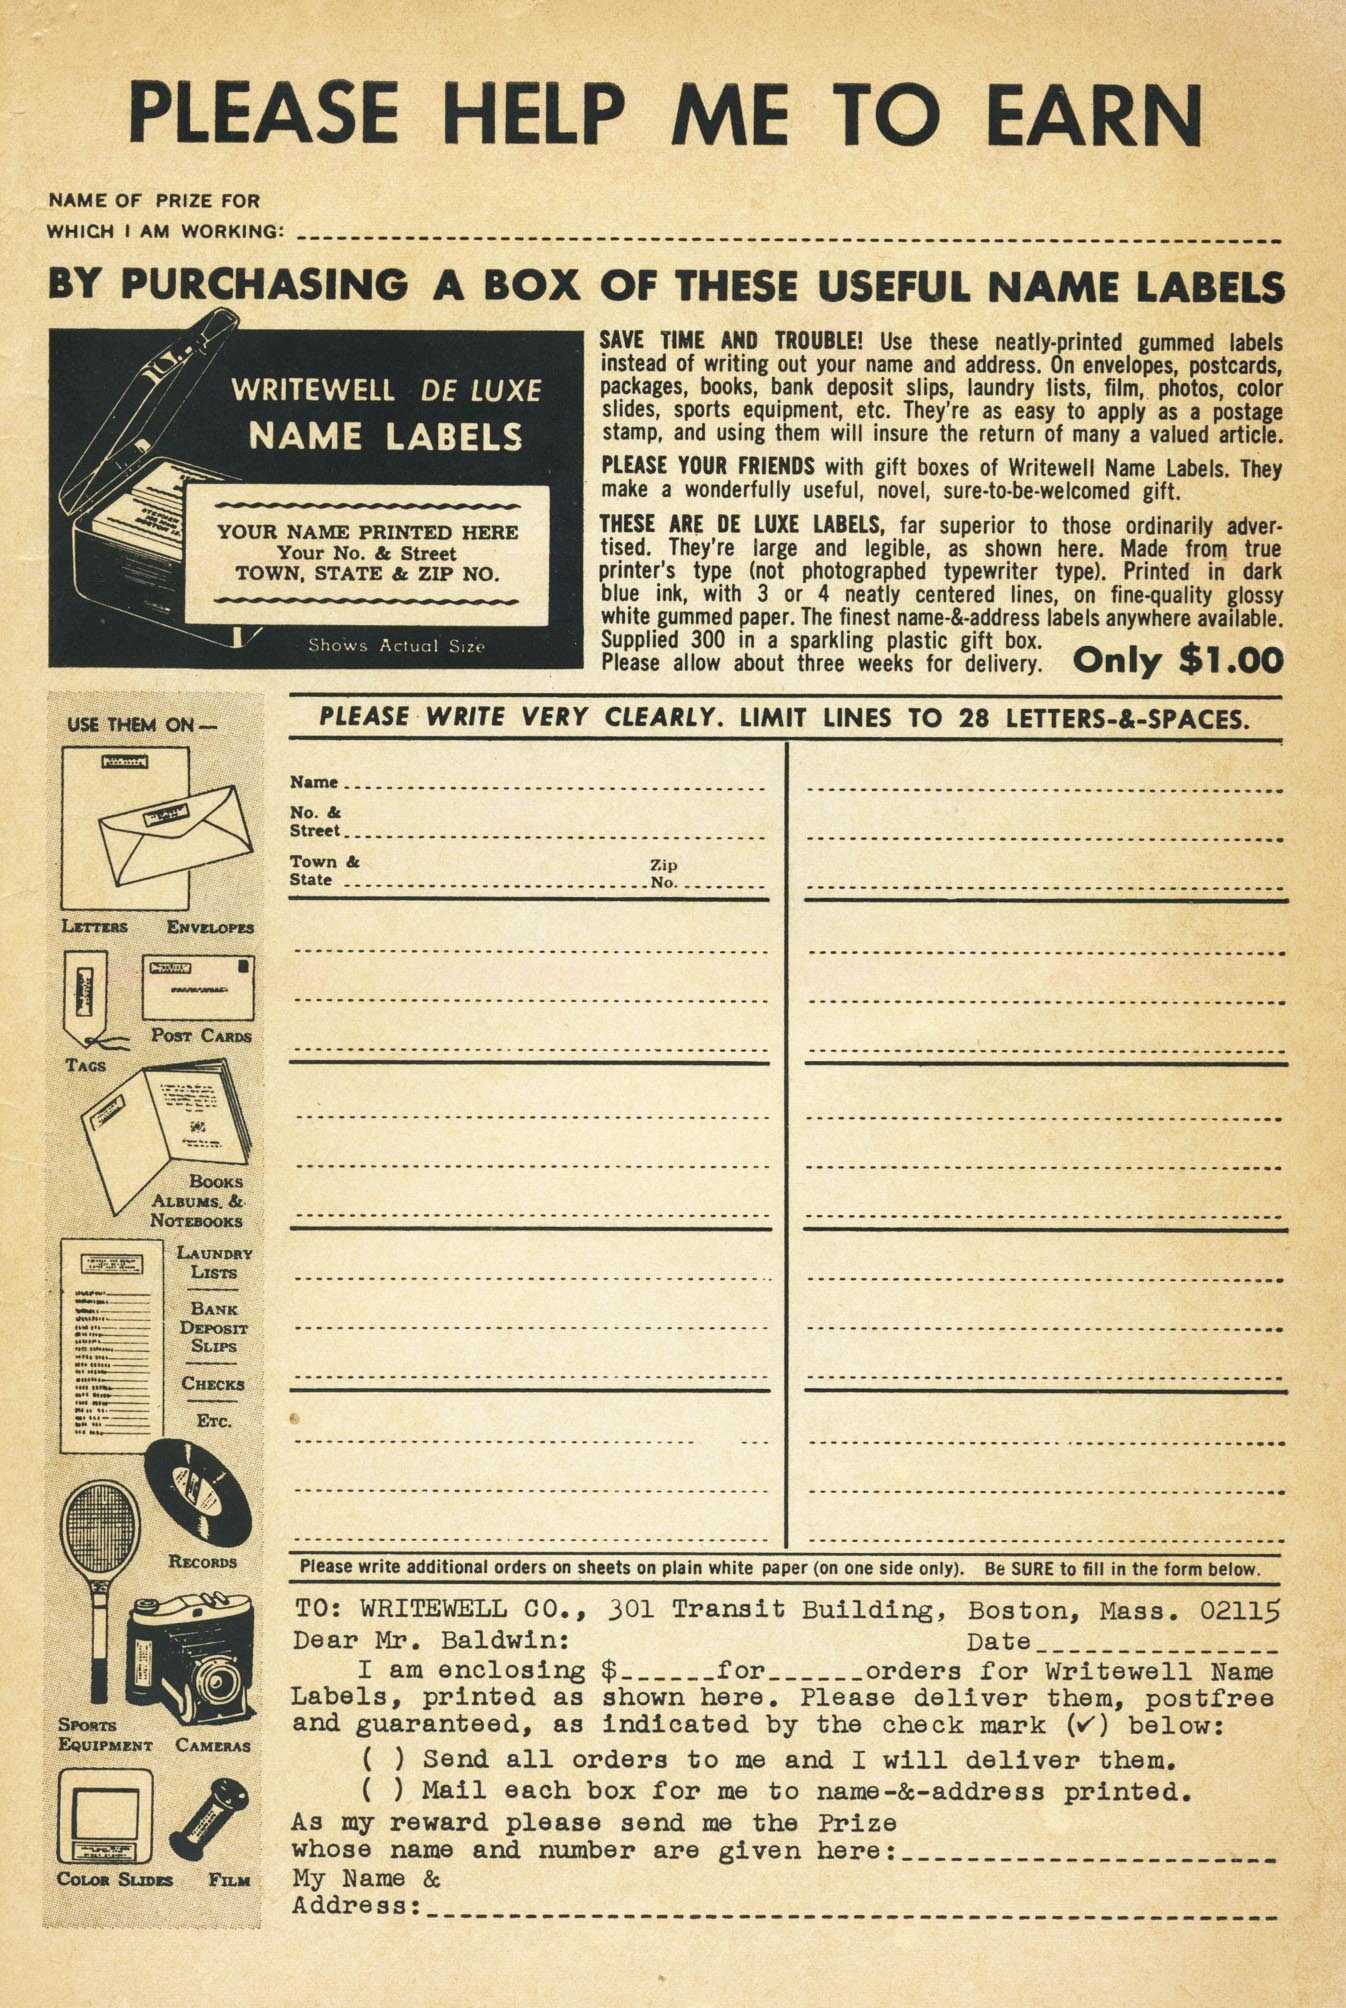 PLEASE HELP ME TO EARN
NAME OF PRIZE FOR
WHICH I AM WORKING:
BY PURCHASING A BOX OF THESE USEFUL NAME LABELS
WRITEWELL DE LUXE
NAME LABELS
YOUR NAME PRINTED HERE
Your No. & Street
TOWN, STATE & ZIP NO.
Shows Actual Size
SAVE TIME AND TROUBLE! Use these neatly-printed gummed labels
instead of writing out your name and address. On envelopes, postcards,
packages, books, bank deposit slips, laundry lists, film, photos, color
slides, sports equipment, etc. They're as easy to apply as a postage
stamp, and using them will insure the return of many a valued article.
PLEASE YOUR FRIENDS with gift boxes of Writewell Name Labels. They
make a wonderfully useful, novel, sure-to-be-welcomed gift.
THESE ARE DE LUXE LABELS, far superior to those ordinarily adver-
tised. They're large and legible, as shown here. Made from true
printer's type (not photographed typewriter type). Printed in dark
blue ink, with 3 or 4 neatly centered lines, on fine-quality glossy
white gummed paper. The finest name-&-address labels anywhere available.
Supplied 300 in a sparkling plastic gift box.
Please allow about three weeks for delivery. Only $1.00
USE THEM ON—
LETTERS ENVELOPES
POST CARDS
TAGS
BOOKS
ALBUMS, &
NOTEBOOKS
LAUNDRY
LISTS
BANK
DEPOSIT
SLIPS
CHECKS
ETC.
RECORDS
SPORTS
EQUIPMENT CAMERAS
COLOR SLIDES FILM
PLEASE WRITE VERY CLEARLY. LIMIT LINES TO 28 LETTERS-&-SPACES.
Name
No. &
Street
Town & Zip
State No.
Please write additional orders on sheets on plain white paper (on one side only). Be SURE to fill in the form below.
TO: WRITEWELL CO., 301 Transit Building, Boston, Mass. 02115
Dear Mr. Baldwin: Date
I am enclosing $______for______orders for Writewell Name
Labels, printed as shown here. Please deliver them, postfree
and guaranteed, as indicated by the check mark (✓) below:
( ) Send all orders to me and I will deliver them.
( ) Mail each box for me to name-&-address printed.
As my reward please send me the Prize
whose name and number are given here:
My Name &
Address: